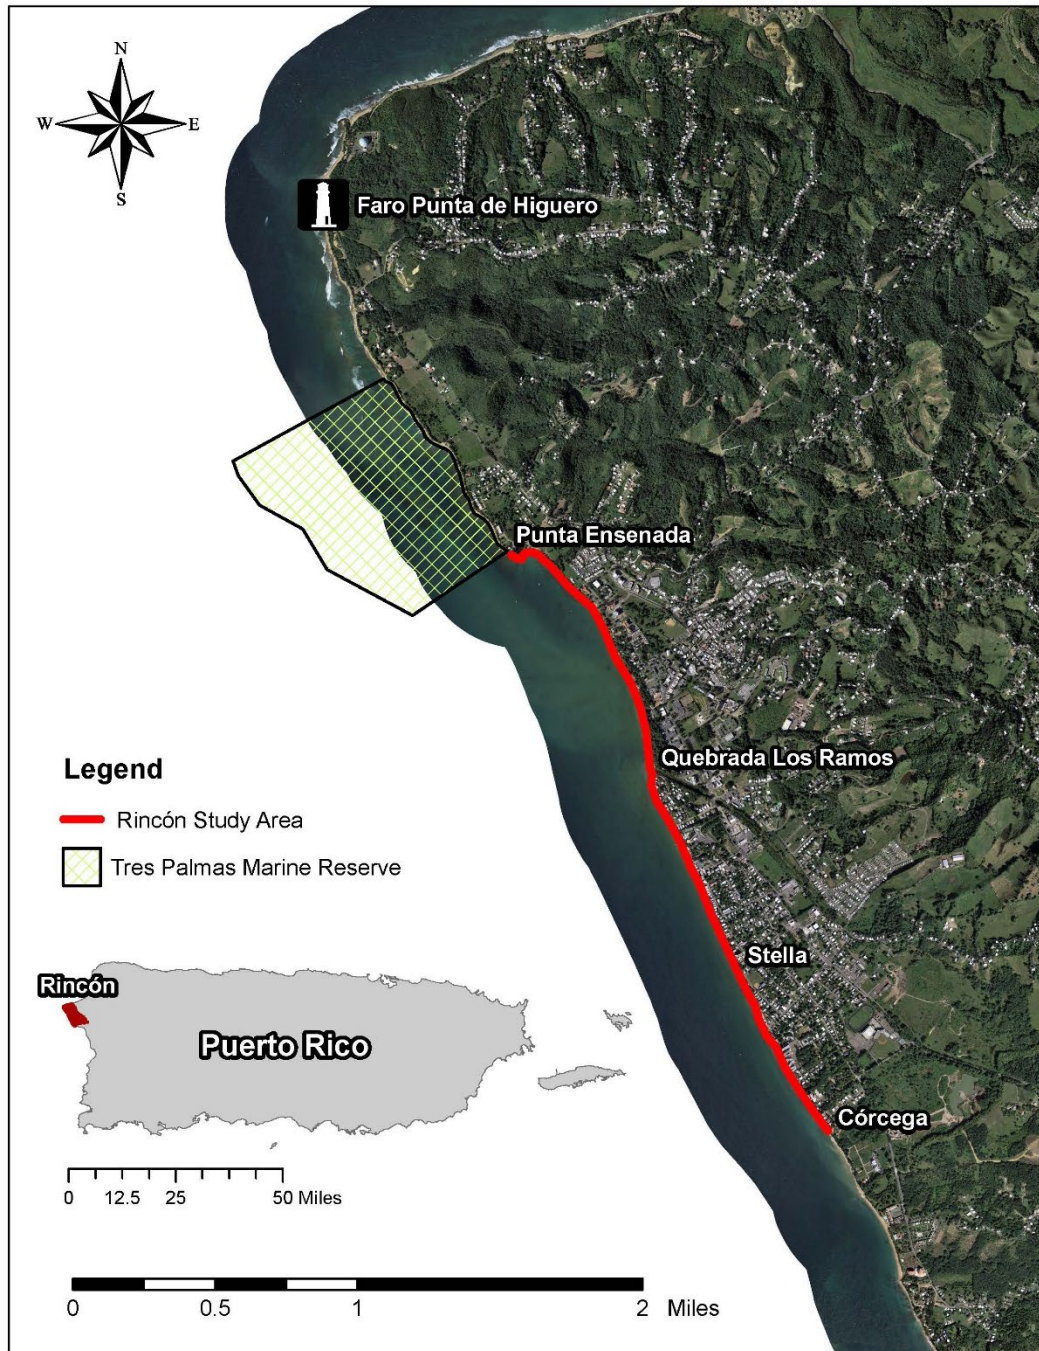 N
W E
S
Faro Punta de Higuero
Punta Ensenada
Quebrada Los Ramos
Legend
Rincón Study Area
Tres Palmas Marine Reserve
Stella
Rincón
Puerto Rico
Córcega
0 12.5 25 50 Miles
0 0.5 1 2 Miles